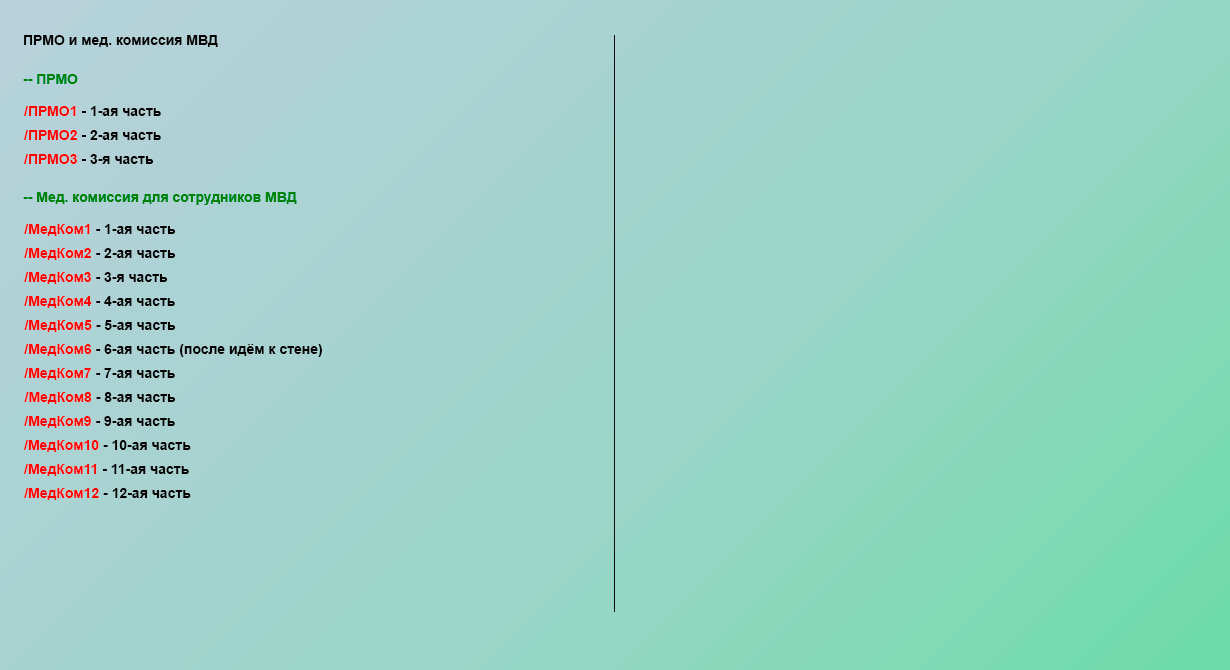 ПРМО и мед. комиссия МВД
-- ПРМО
/ПРМО1 - 1-ая часть
/ПРМО2 - 2-ая часть
/ПРМО3 - 3-я часть
-- Мед. комиссия для сотрудников МВД
/МедКом1 - 1-ая часть
/МедКом2 - 2-ая часть
/МедКом3 - 3-я часть
/МедКом4 - 4-ая часть
/МедКом5 - 5-ая часть
/МедКом6 - 6-ая часть (после идём к стене)
/МедКом7 - 7-ая часть
/МедКом8 - 8-ая часть
/МедКом9 - 9-ая часть
/МедКом10 - 10-ая часть
/МедКом11 - 11-ая часть
/МедКом12 - 12-ая часть